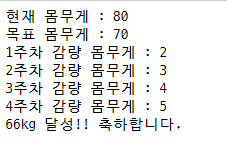 현재 몸무게 : 80
목표 몸무게 : 70
1주차 감량 몸무게 : 2
2주차 감량 몸무게 : 3
3주차 감량 몸무게 : 4
4주차 감량 몸무게 : 5
66kg 달성!! 축하합니다.